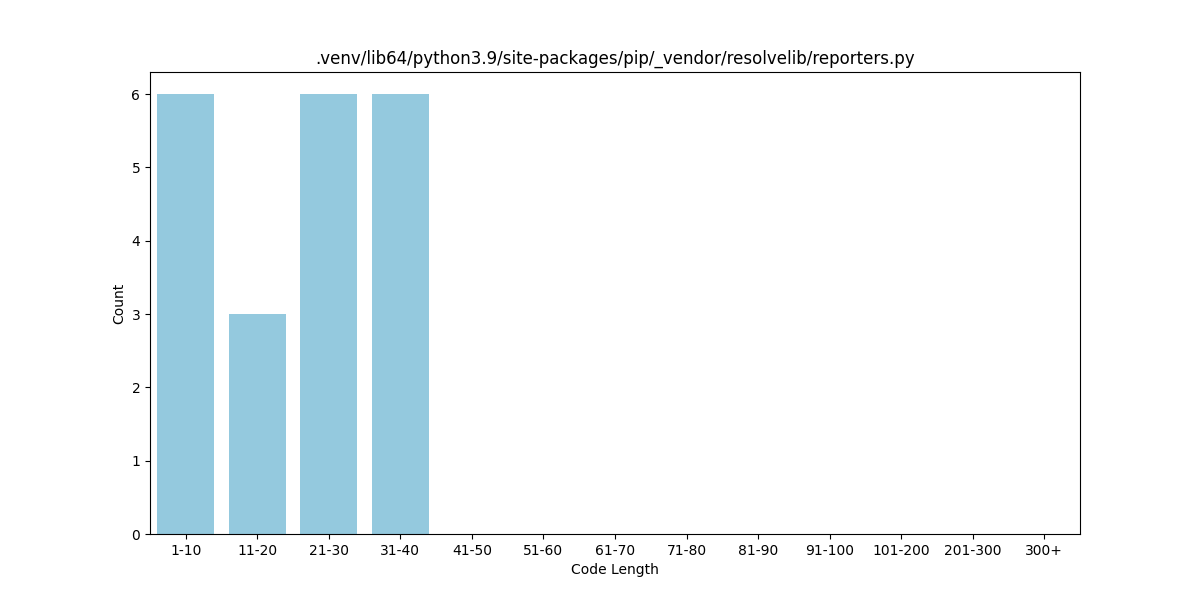 .venv/lib64/python3.9/site-packages/pip/_vendor/resolvelib/reporters.py
6
5
4
3
2
1
0
Count
1-10 11-20 21-30 31-40 41-50 51-60 61-70 71-80 81-90 91-100 101-200 201-300 300+
Code Length